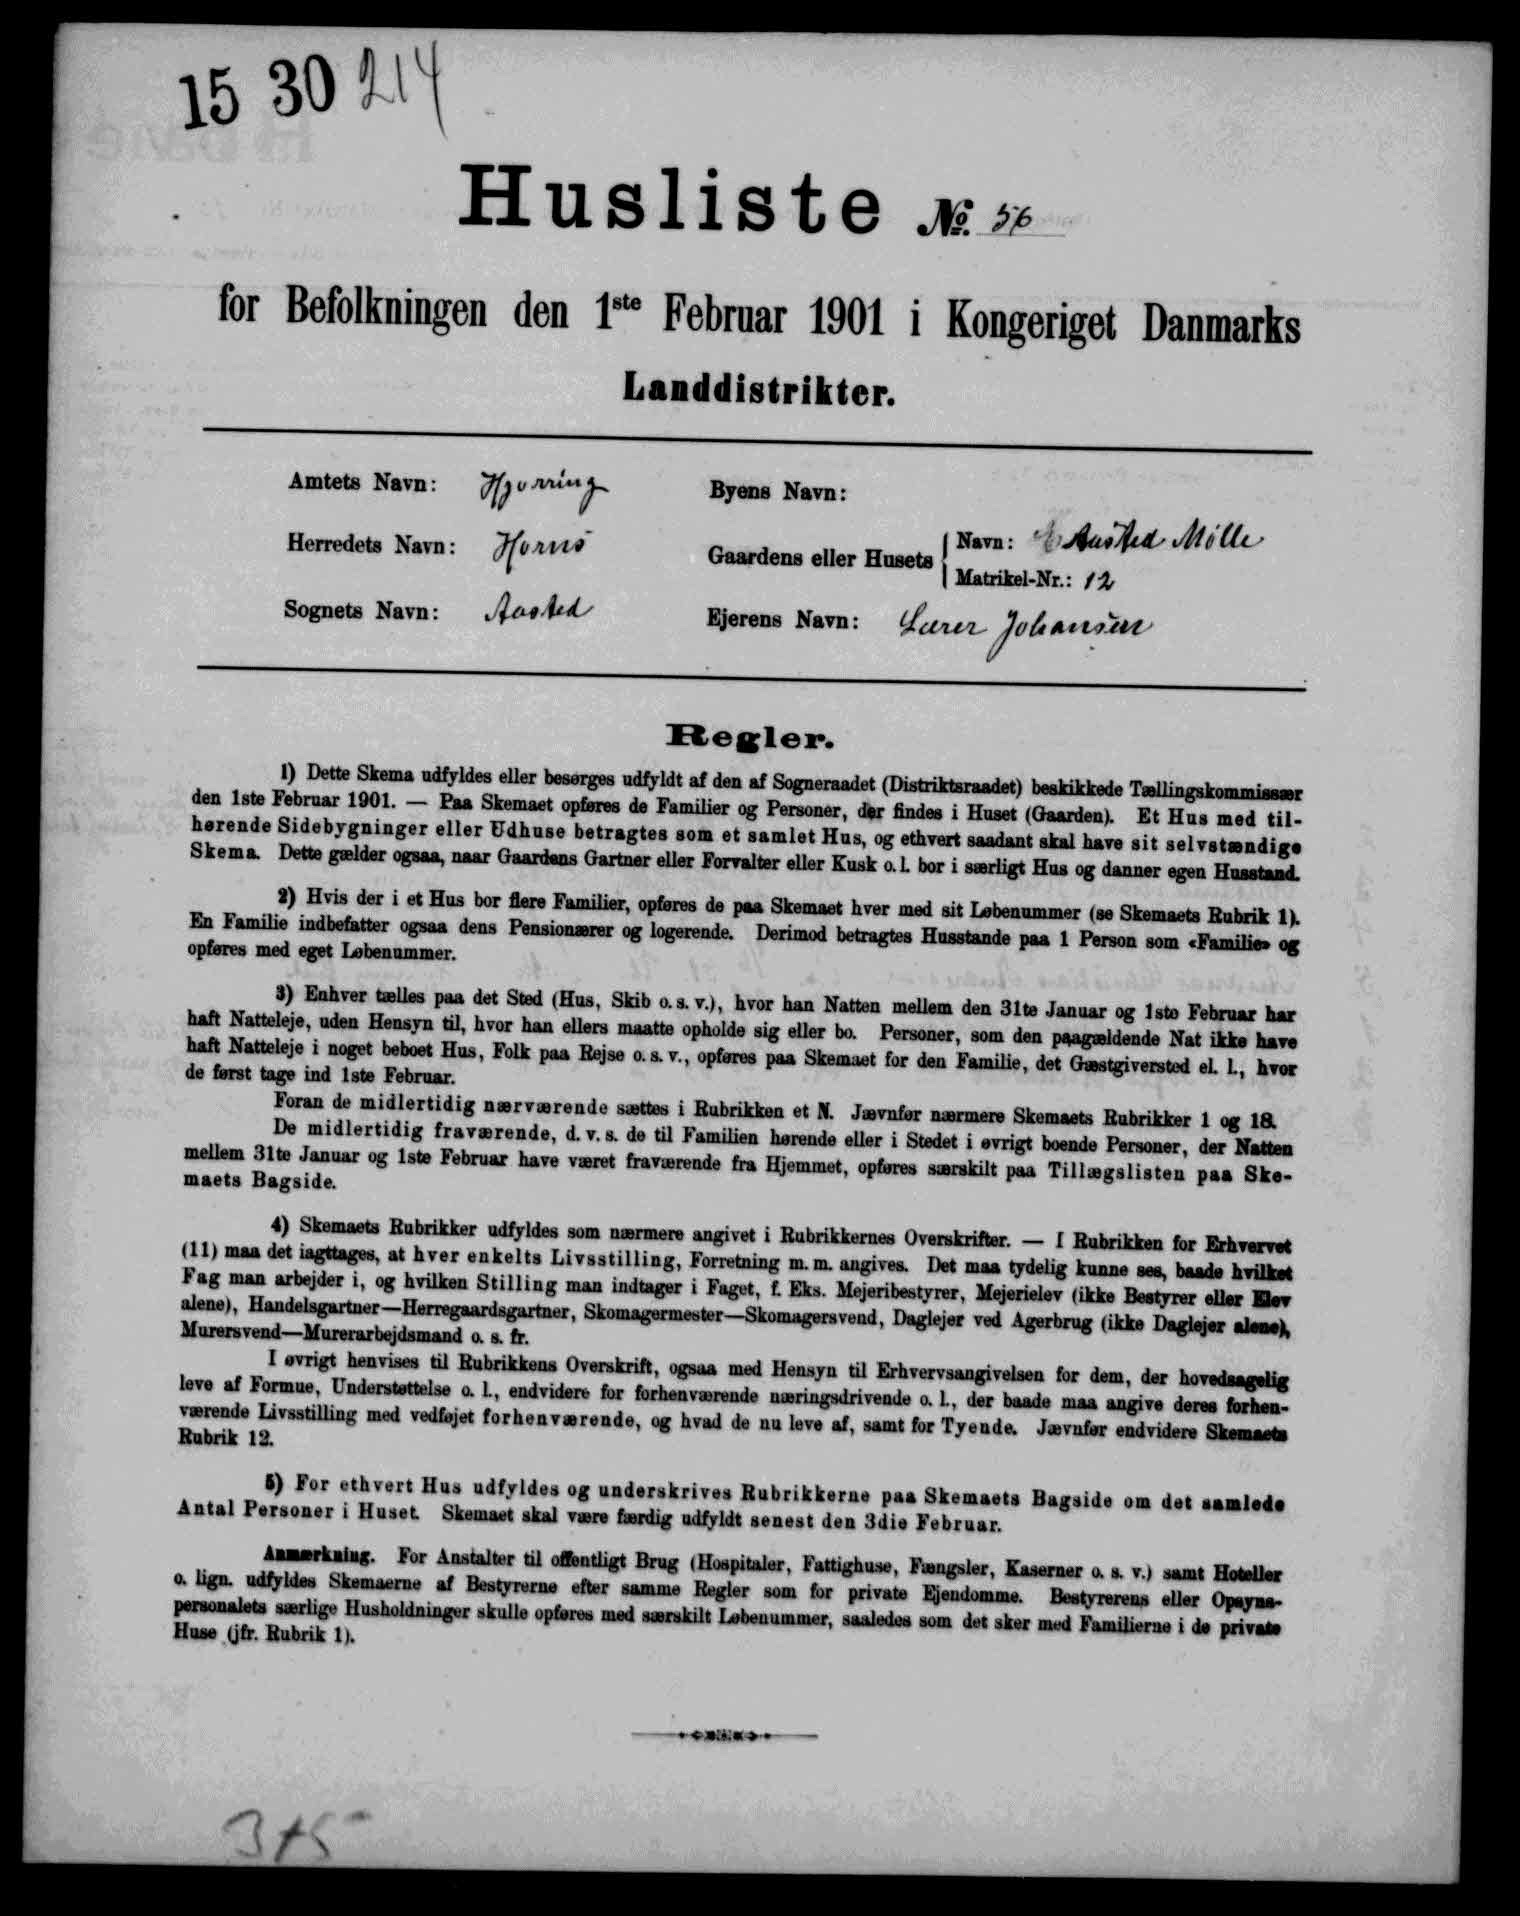 15 30 214
Husliste No. 56
for Befolkningen den 1ste Februar 1901 i Kongeriget Danmarks
Landdistrikter.
Amtets Navn: Hjørring
Byens Navn:
Herredets Navn: Horns
Gaardens eller Husets
Navn: Aasted Mølle
Matrikel-Nr.: 12
Sognets Navn: Aasted
Ejerens Navn: Lærer Johansen
Regler.
1) Dette Skema udfyldes eller besørges udfyldt af den af Sogneraadet (Distriktsraadet) beskikkede Tællingskommissær
den 1ste Februar 1901. — Paa Skemaet opføres de Familier og Personer, der findes i Huset (Gaarden). Et Hus med til-
hørende Sidebygninger eller Udhuse betragtes som et samlet Hus, og ethvert saadant skal have sit selvstændige
Skema. Dette gælder ogsaa, naar Gaardens Gartner eller Forvalter eller Kusk o. l. bor i særligt Hus og danner egen Husstand.
2) Hvis der i et Hus bor flere Familier, opføres de paa Skemaet hver med sit Løbenummer (se Skemaets Rubrik 1).
En Familie indbefatter ogsaa dens Pensionærer og logerende. Derimod betragtes Husstande paa 1 Person som «Familie» og
opføres med eget Løbenummer.
3) Enhver tælles paa det Sted (Hus, Skib o. s. v.), hvor han Natten mellem den 31te Januar og 1ste Februar har
haft Natteleje, uden Hensyn til, hvor han ellers maatte opholde sig eller bo. Personer, som den paagældende Nat ikke have
haft Natteleje i noget beboet Hus, Folk paa Rejse o. s. v., opføres paa Skemaet for den Familie, det Gæstgiversted el. l., hvor
de først tage ind 1ste Februar.
Foran de midlertidig nærværende sættes i Rubrikken et N. Jævnfør nærmere Skemaets Rubrikker 1 og 18.
De midlertidig fraværende, d. v. s. de til Familien hørende eller i Stedet i øvrigt boende Personer, der Natten
mellem 31te Januar og 1ste Februar have været fraværende fra Hjemmet, opføres særskilt paa Tillægslisten paa Ske-
maets Bagside.
4) Skemaets Rubrikker udfyldes som nærmere angivet i Rubrikkernes Overskrifter. — I Rubrikken for Erhvervet
(11) maa det iagttages, at hver enkelts Livsstilling, Forretning m. m. angives. Det maa tydelig kunne ses, baade hvilket
Fag man arbejder i, og hvilken Stilling man indtager i Faget, f. Eks. Mejeribestyrer, Mejerielev (ikke Bestyrer eller Elev
alene), Handelsgartner—Herregaardsgartner, Skomagermester—Skomagersvend, Daglejer ved Agerbrug (ikke Daglejer alene),
Murersvend—Murerarbejdsmand o. s. fr.
I øvrigt henvises til Rubrikkens Overskrift, ogsaa med Hensyn til Erhvervsangivelsen for dem, der hovedsagelig
leve af Formue, Understøttelse o. l., endvidere for forhenværende næringsdrivende o. l., der baade maa angive deres forhen-
værende Livsstilling med vedføjet forhenværende, og hvad de nu leve af, samt for Tyende. Jævnfør endvidere Skemaets
Rubrik 12.
5) For ethvert Hus udfyldes og underskrives Rubrikkerne paa Skemaets Bagside om det samlede
Antal Personer i Huset. Skemaet skal være færdig udfyldt senest den 3die Februar.
Anmærkning. For Anstalter til offentligt Brug (Hospitaler, Fattighuse, Fængsler, Kaserner o. s. v.) samt Hoteller
o. lign. udfyldes Skemaerne af Bestyrerne efter samme Regler som for private Ejendomme. Bestyrerens eller Opsyns-
personalets særlige Husholdninger skulle opføres med særskilt Løbenummer, saaledes som det sker med Familierne i de private
Huse (jfr. Rubrik 1).
3+5